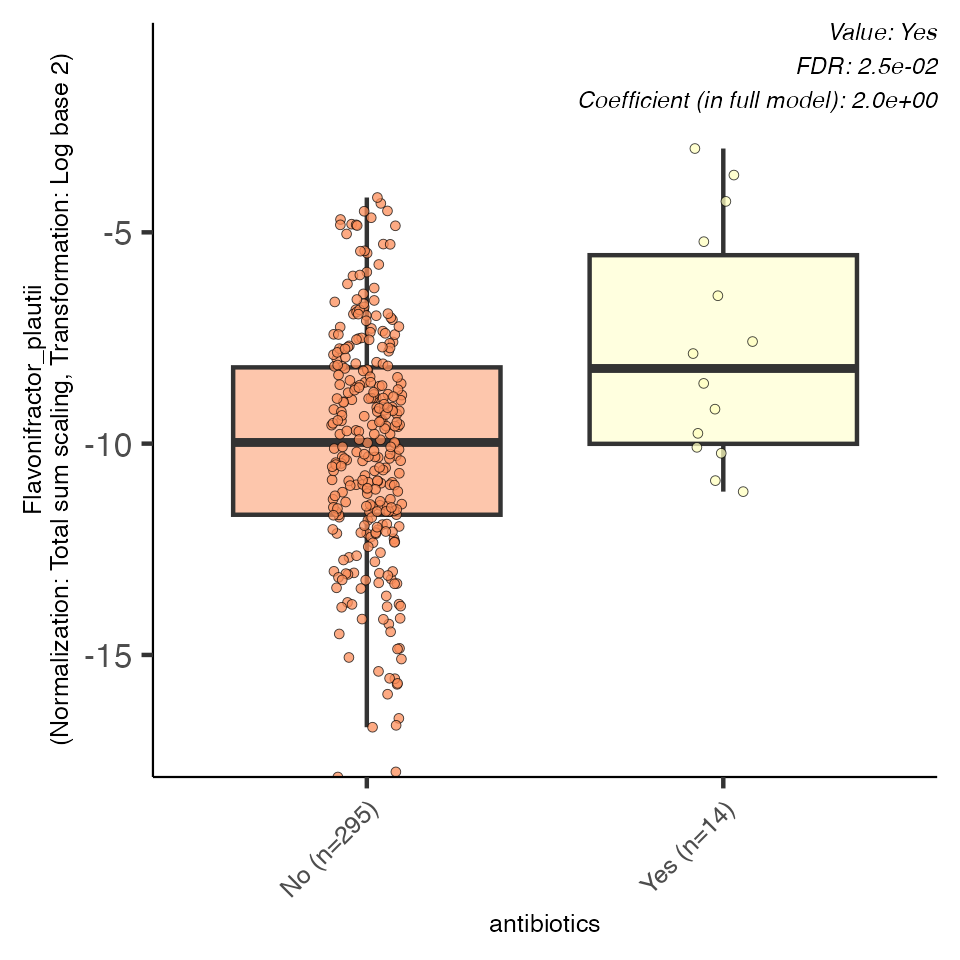 Value: Yes
FDR: 2.5e-02
Coefficient (in full model): 2.0e+00
Flavonifractor_plautii
(Normalization: Total sum scaling, Transformation: Log base 2)
-5
-10
-15
No (n=295)
Yes (n=14)
antibiotics